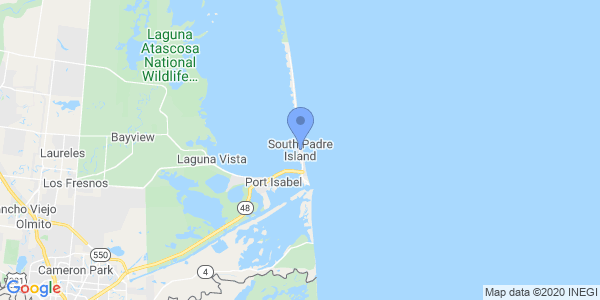 Laguna
Atascosa
National
Wildlife...
Bayview
Laureles
Laguna Vista
South Padre
Island
Los Fresnos
Port Isabel
ncho Viejo
Olmito
48
550
Cameron Park
4
Google
Map data ©2020 INEGI